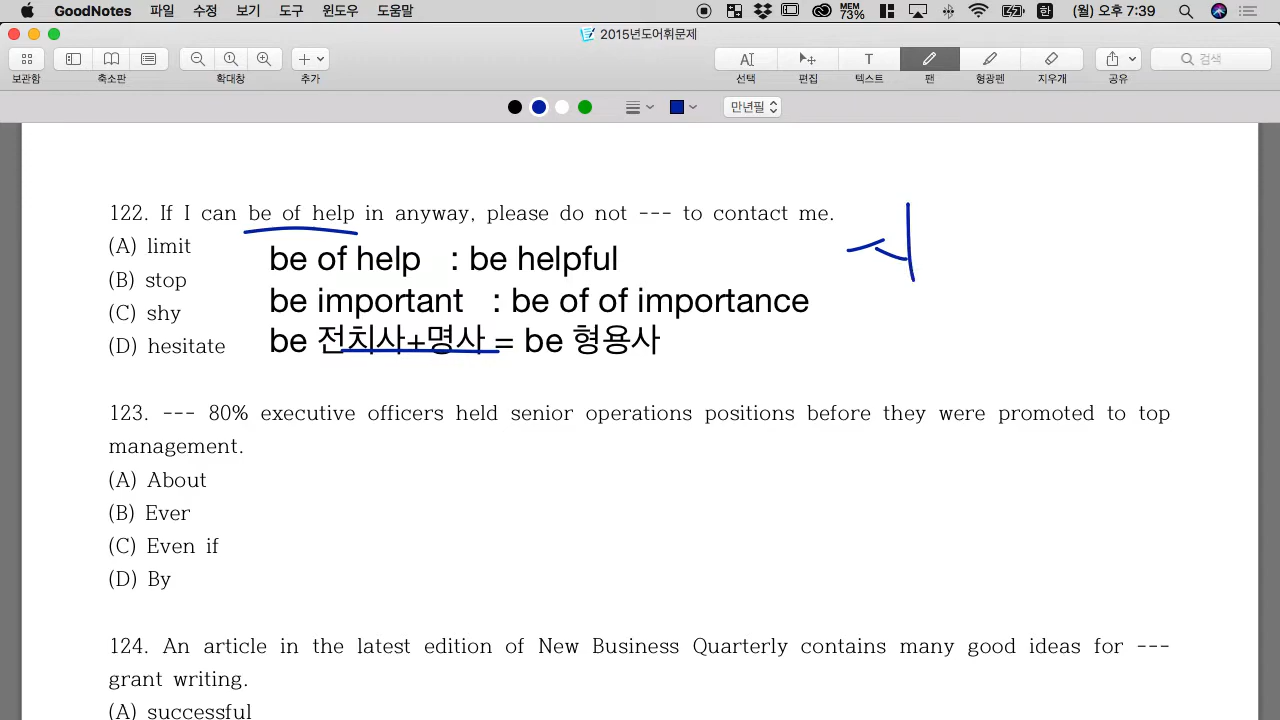 GoodNotes 파일 수정 보기 도구 윈도우 도움말 MEM 73% 한 (월) 오후 7:39
2015년도어휘문제
보관함 축소판 확대창 추가 선택 편집 텍스트 펜 형광펜 지우개 공유 검색
만년필
122. If I can be of help in anyway, please do not --- to contact me.
(A) limit
be of help : be helpful
(B) stop
be important : be of of importance
(C) shy
be 전치사+명사 = be 형용사
(D) hesitate
123. --- 80% executive officers held senior operations positions before they were promoted to top
management.
(A) About
(B) Ever
(C) Even if
(D) By
124. An article in the latest edition of New Business Quarterly contains many good ideas for ---
grant writing.
(A) successful